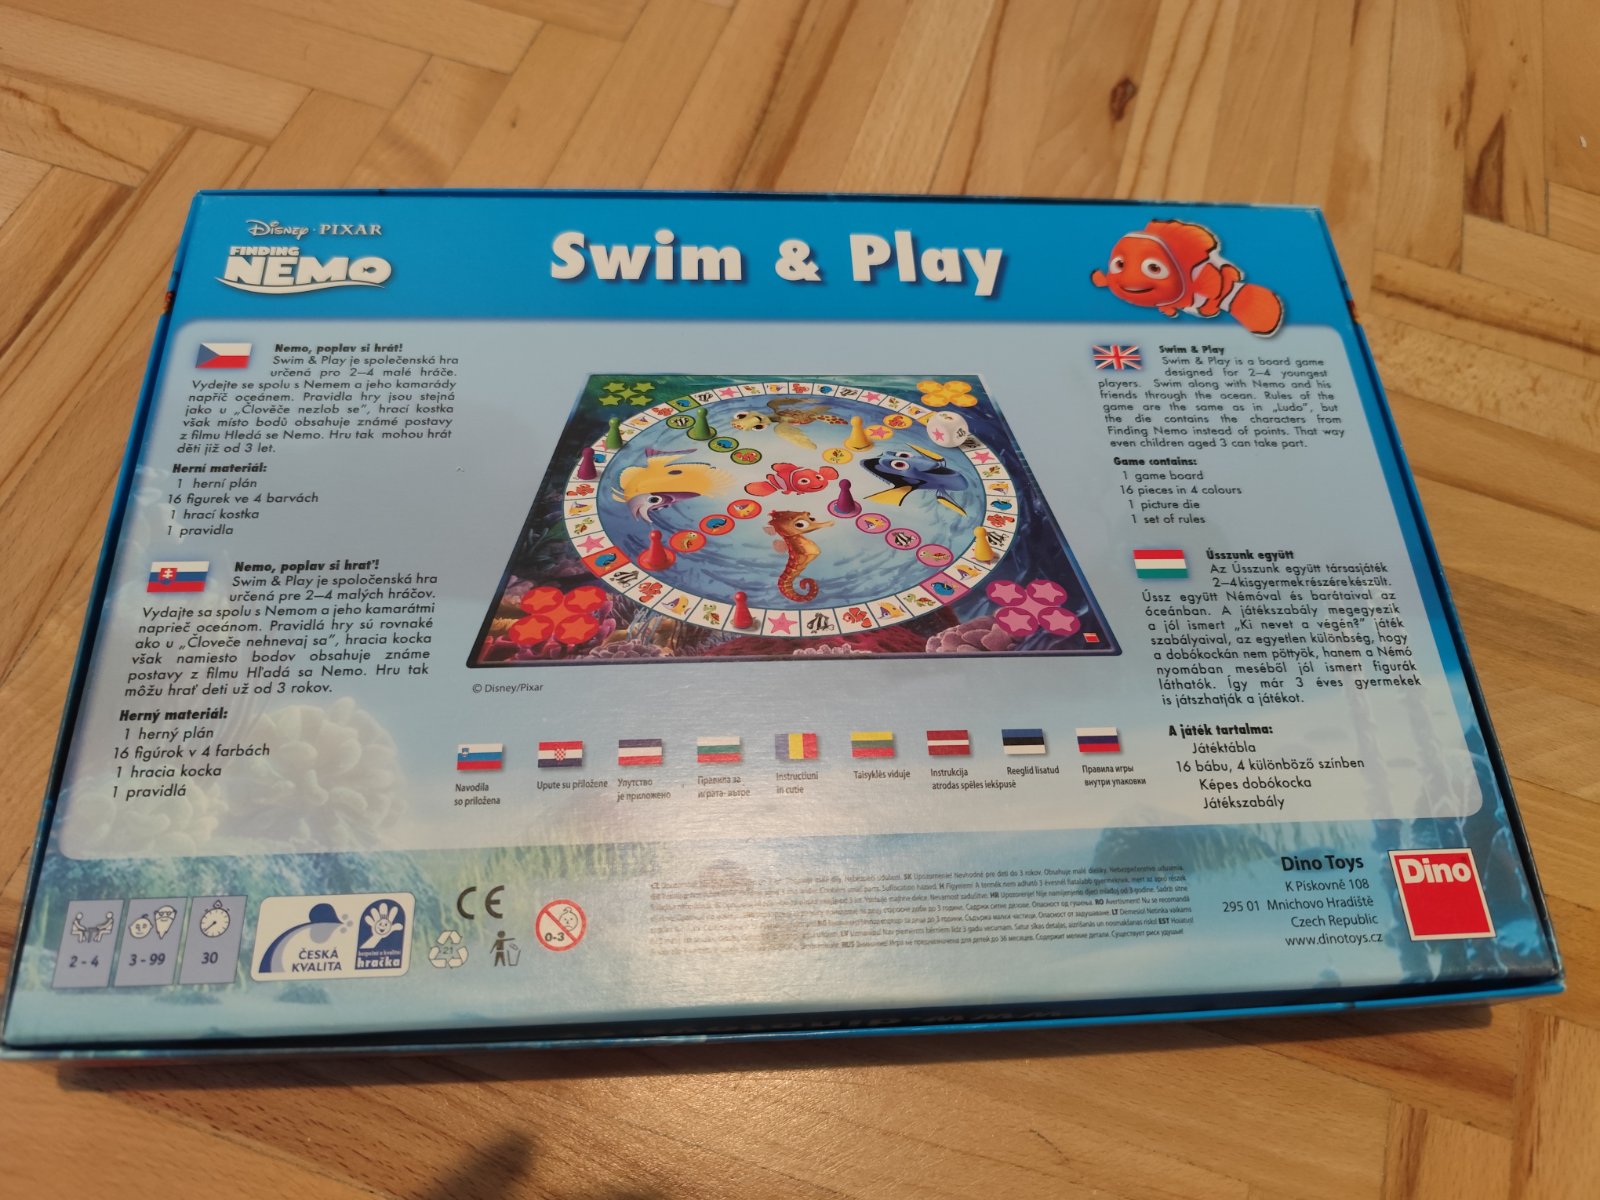 Disney · PIXAR
FINDING
NEMO
Swim & Play
Nemo, poplav si hrát!
Swim & Play je společenská hra
určená pro 2–4 malé hráče.
Vydejte se spolu s Nemem a jeho kamarády
napříč oceánem. Pravidla hry jsou stejná
jako u „Člověče nezlob se", hrací kostka
však místo bodů obsahuje známé postavy
z filmu Hledá se Nemo. Hru tak mohou hrát
děti již od 3 let.
Herní materiál:
1 herní plán
16 figurek ve 4 barvách
1 hrací kostka
1 pravidla
Nemo, poplav si hrať!
Swim & Play je spoločenská hra
určená pre 2–4 malých hráčov.
Vydajte sa spolu s Nemom a jeho kamarátmi
naprieč oceánom. Pravidlá hry sú rovnaké
ako u „Človeče nehnevaj sa", hracia kocka
však namiesto bodov obsahuje známe
postavy z filmu Hľadá sa Nemo. Hru tak
môžu hrať deti už od 3 rokov.
Herný materiál:
1 herný plán
16 figúrok v 4 farbách
1 hracia kocka
1 pravidlá
© Disney/Pixar
Swim & Play
Swim & Play is a board game
designed for 2–4 youngest
players. Swim along with Nemo and his
friends through the ocean. Rules of the
game are the same as in „Ludo", but
the die contains the characters from
Finding Nemo instead of points. That way
even children aged 3 can take part.
Game contains:
1 game board
16 pieces in 4 colours
1 picture die
1 set of rules
Ússzunk együtt
Az Ússzunk együtt társasjáték
2–4 kisgyermek részére készült.
Ússz együtt Némóval és barátaival az
óceánban. A játékszabály megegyezik
a jól ismert „Ki nevet a végén?" játék
szabályaival, az egyetlen különbség, hogy
a dobókockán nem pöttyök, hanem a Némó
nyomában meséből jól ismert figurák
láthatók. Így már 3 éves gyermekek
is játszhatják a játékot.
A játék tartalma:
Játéktábla
16 bábu, 4 különböző színben
Képes dobókocka
Játékszabály
Navodila
so priložena
Upute su priložene
Упутство
је приложено
Правила за
играта- вътре
Instructiuni
in cutie
Taisyklės viduje
Instrukcija
atrodas spēles iekšpusē
Reeglid lisatud
Правила игры
внутри упаковки
2 - 4
3 - 99
30
ČESKÁ
KVALITA
bezpečná a kvalitní
hračka
CE
21
0-3
Dino Toys
K Pískovně 108
295 01 Mnichovo Hradiště
Czech Republic
www.dinotoys.cz
Dino